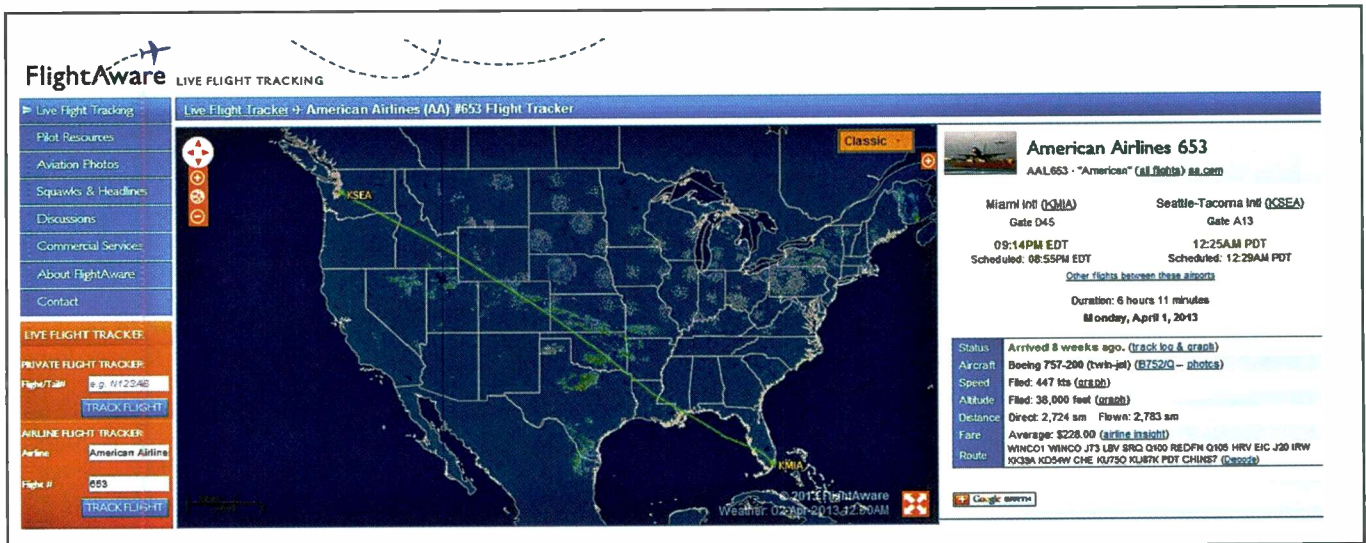 FlightAware LIVE FLIGHT TRACKING
Live Flight Tracking
Pilot Resources
Aviation Photos
Squawks & Headlines
Discussions
Commercial Services
About FlightAware
Contact
LIVE FLIGHT TRACKER
PRIVATE FLIGHT TRACKER
Flight/Tail# e.g. N123AB
TRACK FLIGHT
AIRLINE FLIGHT TRACKER
Airline American Airline
Flight # 653
TRACK FLIGHT
Live Flight Tracker American Airlines (AA) #653 Flight Tracker
Classic
KSEA
KMIA
© 2013 FlightAware
Weather: 02-Apr-2013 12:00AM
American Airlines 653
AAL653 - "American" (all flights) aa.com
Miami Intl (KMIA) Seattle-Tacoma Intl (KSEA)
Gate D45 Gate A13
09:14PM EDT 12:25AM PDT
Scheduled: 08:55PM EDT Scheduled: 12:29AM PDT
Other flights between these airports
Duration: 6 hours 11 minutes
Monday, April 1, 2013
Status Arrived 8 weeks ago. (track log & graph)
Aircraft Boeing 757-200 (twin-jet) (B752/Q – photos)
Speed Filed: 447 kts (graph)
Altitude Filed: 38,000 feet (graph)
Distance Direct: 2,724 sm Flown: 2,783 sm
Fare Average: $228.00 (airline insight)
Route WINCO1 WINCO J73 LBV SRQ Q100 REDFN Q105 HRV EIC J20 IRW
KK39A KD54W CHE KU75O KU87K PDT CHINS7 (Decode)
Google EARTH